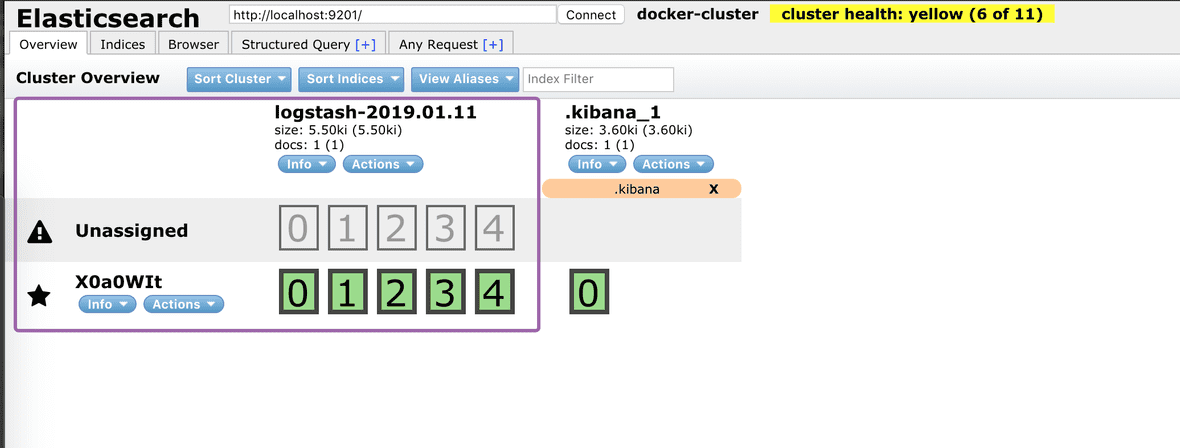 Elasticsearch http://localhost:9201/ Connect docker-cluster cluster health: yellow (6 of 11)
Overview Indices Browser Structured Query [+] Any Request [+]
Cluster Overview Sort Cluster Sort Indices View Aliases Index Filter
logstash-2019.01.11 .kibana_1
size: 5.50ki (5.50ki) size: 3.60ki (3.60ki)
docs: 1 (1) docs: 1 (1)
Info Actions Info Actions
.kibana X
Unassigned 0 1 2 3 4
X0a0WIt 0 1 2 3 4 0
Info Actions